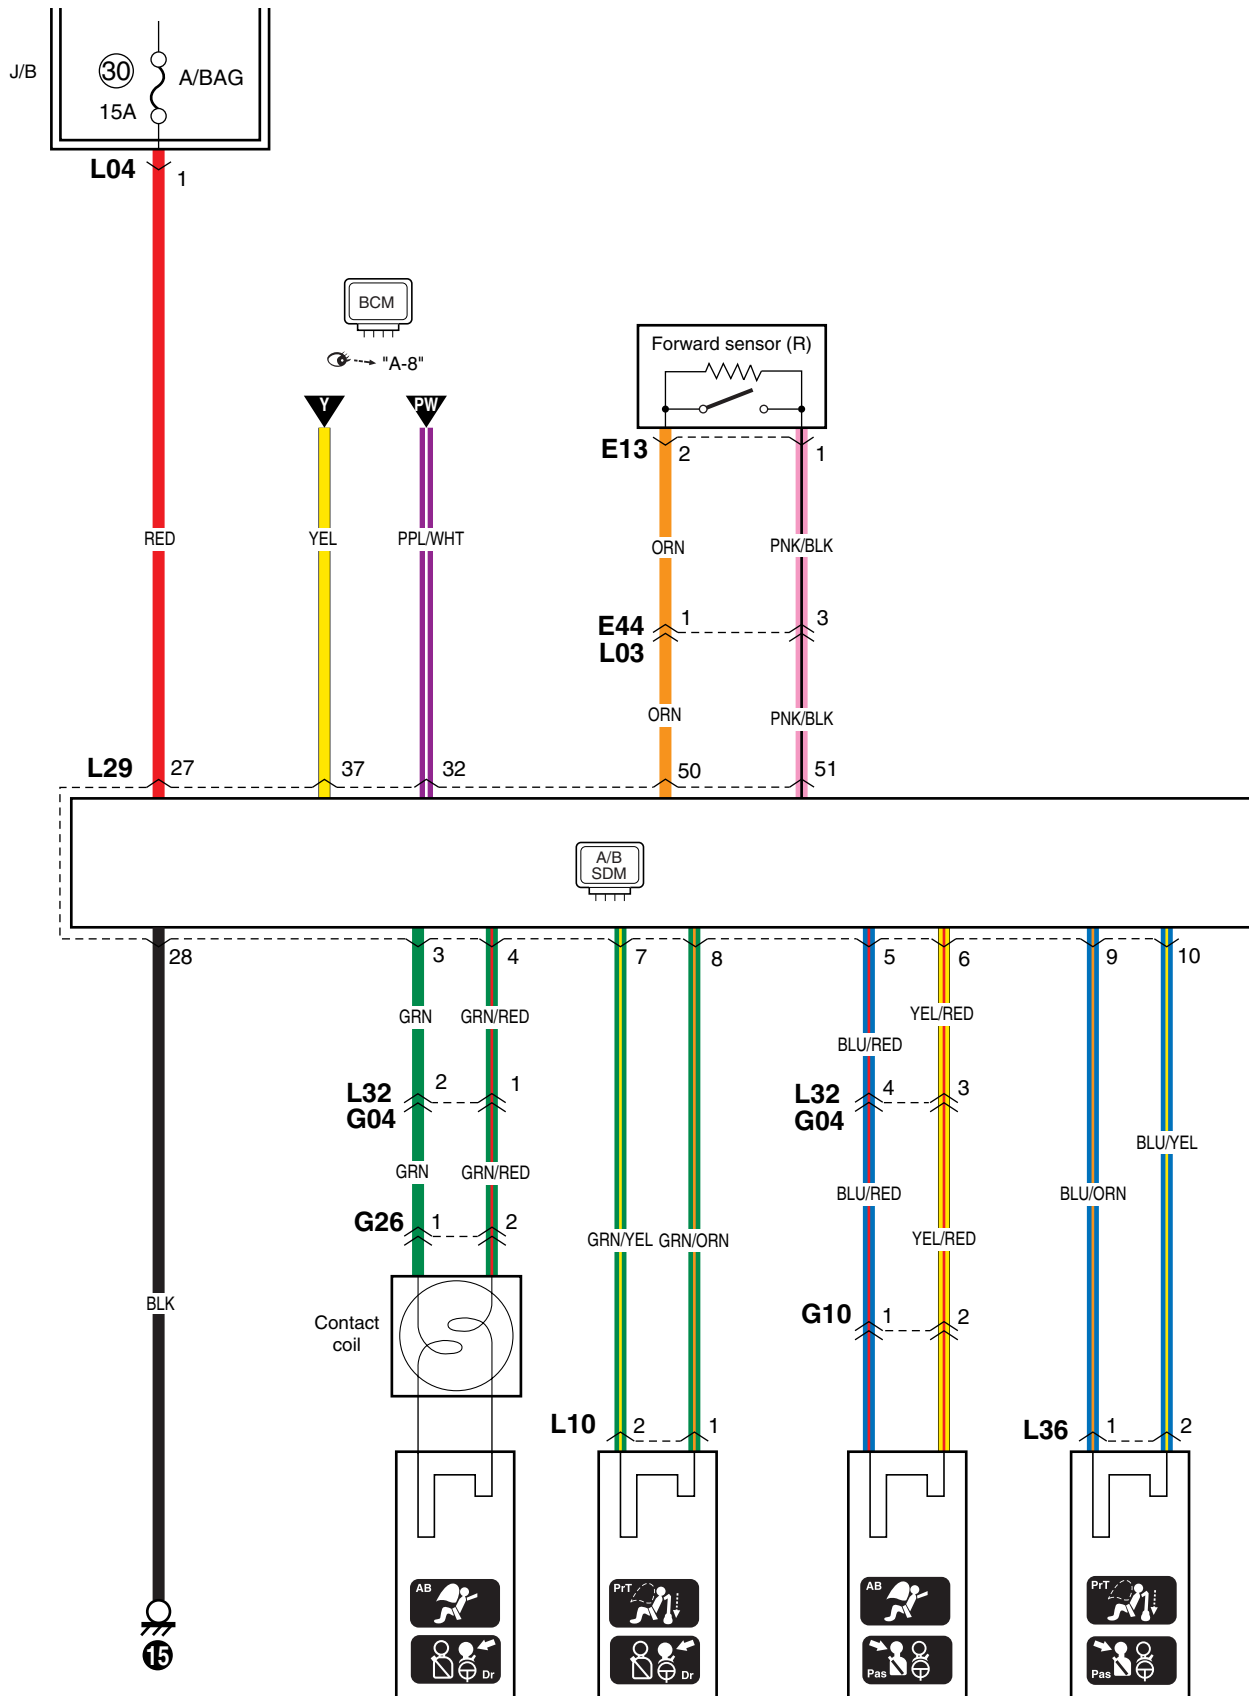 J/B
30
A/BAG
15A
L04
1
BCM
"A-8"
Y
PW
Forward sensor (R)
E13
2
1
RED
YEL
PPL/WHT
ORN
PNK/BLK
E44
1
3
L03
ORN
PNK/BLK
L29
27
37
32
50
51
A/B
SDM
28
3
4
7
8
5
6
9
10
GRN
GRN/RED
BLU/RED
YEL/RED
L32
2
1
G04
L32
4
3
G04
BLU/YEL
GRN
GRN/RED
BLU/RED
BLU/ORN
G26
1
2
GRN/YEL
GRN/ORN
YEL/RED
BLK
Contact
coil
G10
1
2
L10
2
1
L36
1
2
AB
PrT
AB
PrT
15
Dr
Dr
Pas
Pas